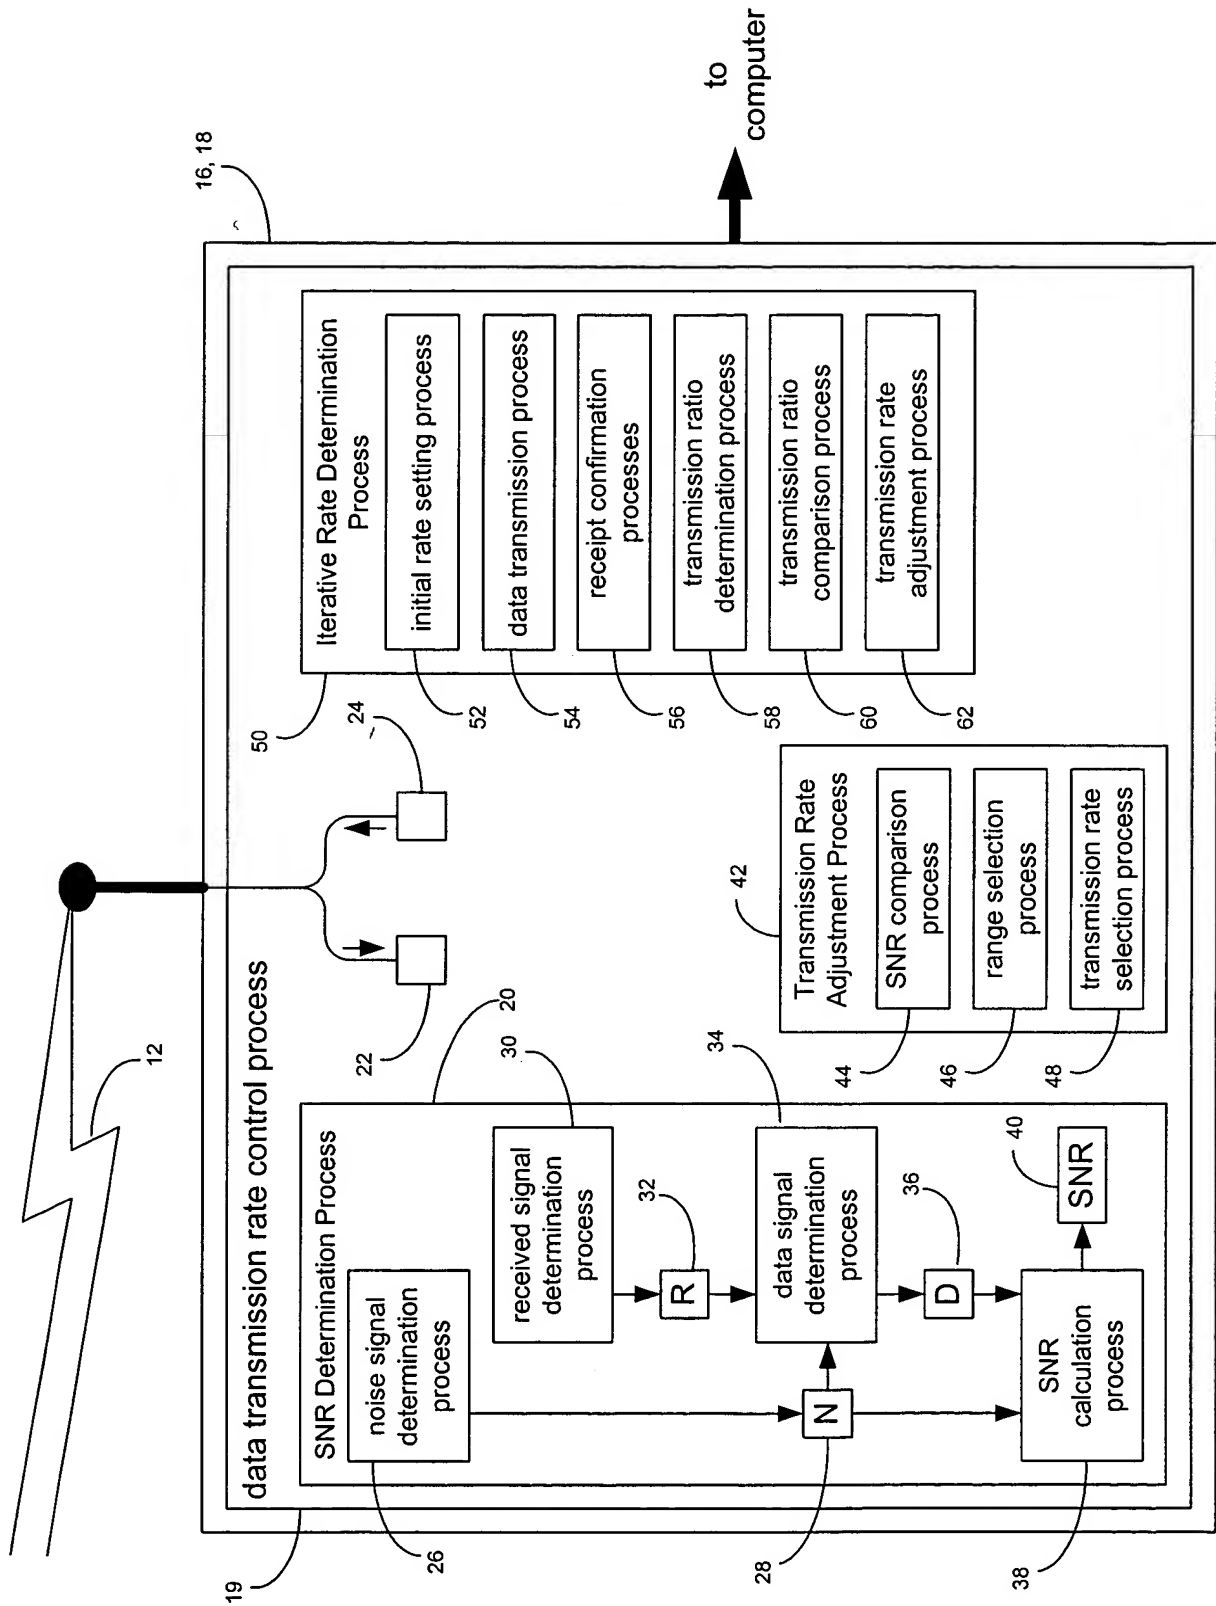 12
16, 18
to
computer
19
data transmission rate control process
20
SNR Determination Process
26
noise signal
determination
process
30
received signal
determination
process
32
R
28
N
34
data signal
determination
process
36
D
38
SNR
calculation
process
40
SNR
22
24
42
Transmission Rate
Adjustment Process
44
SNR comparison
process
46
range selection
process
48
transmission rate
selection process
50
Iterative Rate Determination
Process
52
initial rate setting process
54
data transmission process
56
receipt confirmation
processes
58
transmission ratio
determination process
60
transmission ratio
comparison process
62
transmission rate
adjustment process